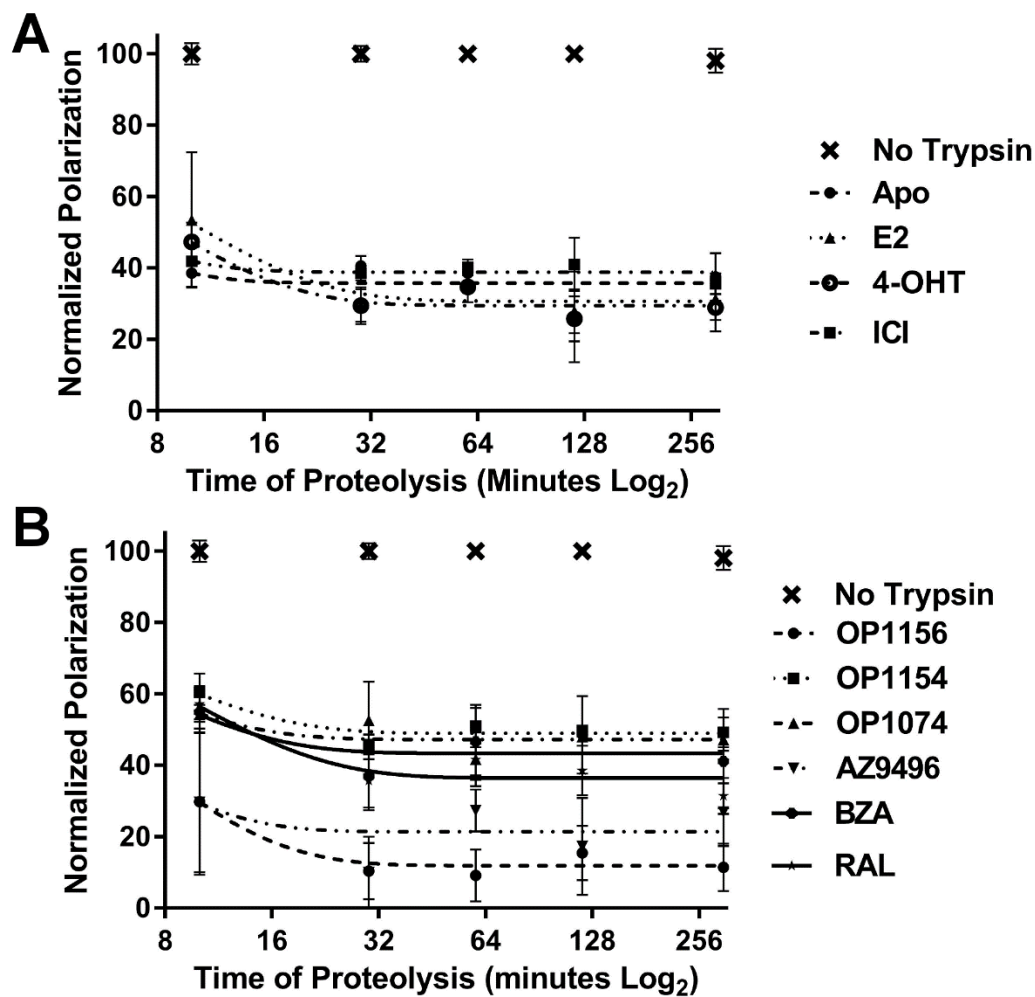 A
Normalized Polarization
100
80
60
40
20
0
8 16 32 64 128 256
Time of Proteolysis (Minutes Log2)
No Trypsin
Apo
E2
4-OHT
ICI
B
Normalized Polarization
100
80
60
40
20
0
8 16 32 64 128 256
Time of Proteolysis (minutes Log2)
No Trypsin
OP1156
OP1154
OP1074
AZ9496
BZA
RAL